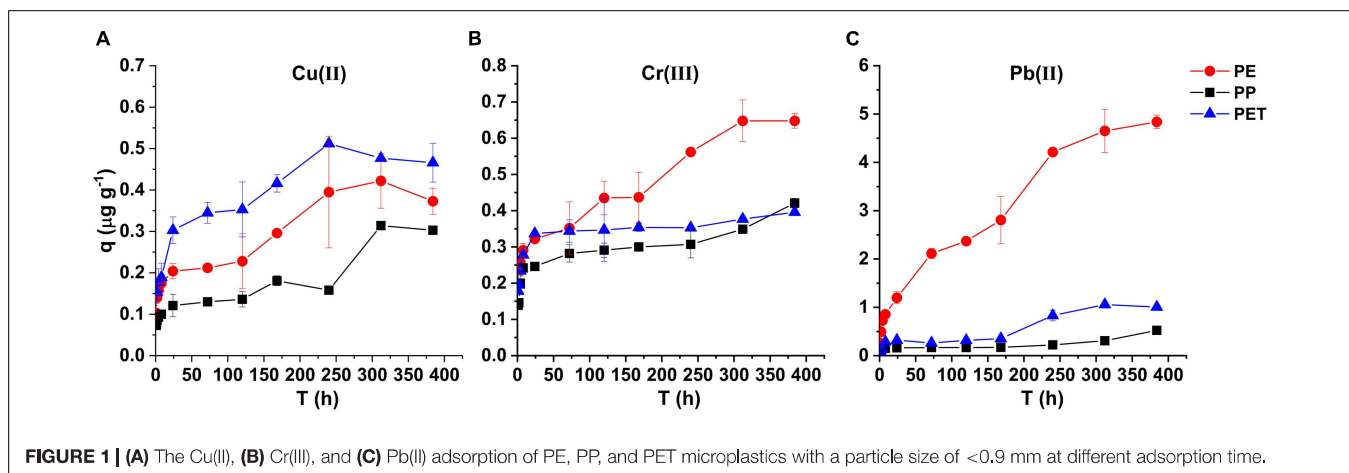 A
Cu(II)
0.7
0.6
0.5
0.4
0.3
0.2
0.1
0.0
q (μg g⁻¹)
0 50 100 150 200 250 300 350 400
T (h)
B
Cr(III)
0.8
0.7
0.6
0.5
0.4
0.3
0.2
0.1
0.0
0 50 100 150 200 250 300 350 400
T (h)
C
Pb(II)
6
5
4
3
2
1
0
0 50 100 150 200 250 300 350 400
T (h)
PE
PP
PET
FIGURE 1 | (A) The Cu(II), (B) Cr(III), and (C) Pb(II) adsorption of PE, PP, and PET microplastics with a particle size of <0.9 mm at different adsorption time.